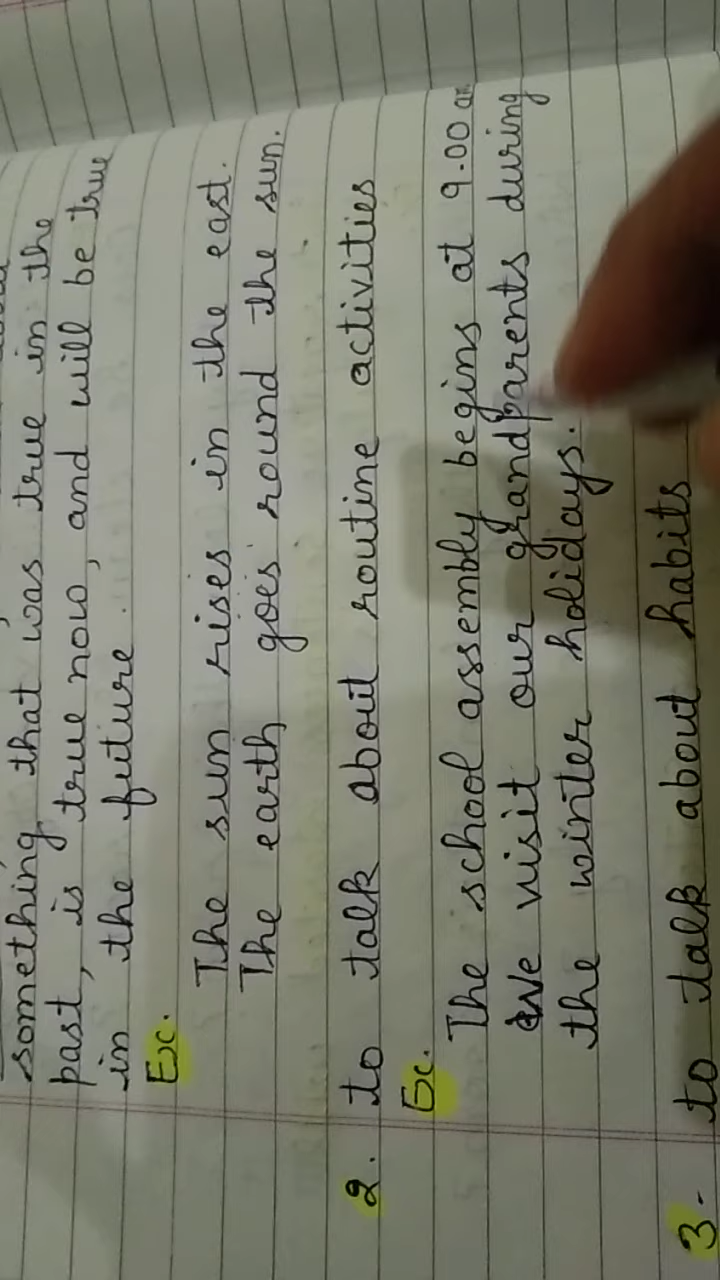 something that was true in the
past, is true now, and will be true
in the future.
Ex.
The sun rises in the east.
The earth goes round the sun.
2. to talk about routine activities
Ex.
The school assembly begins at 9.00 am
We visit our grandparents during
the winter holidays.
3- to talk about habits